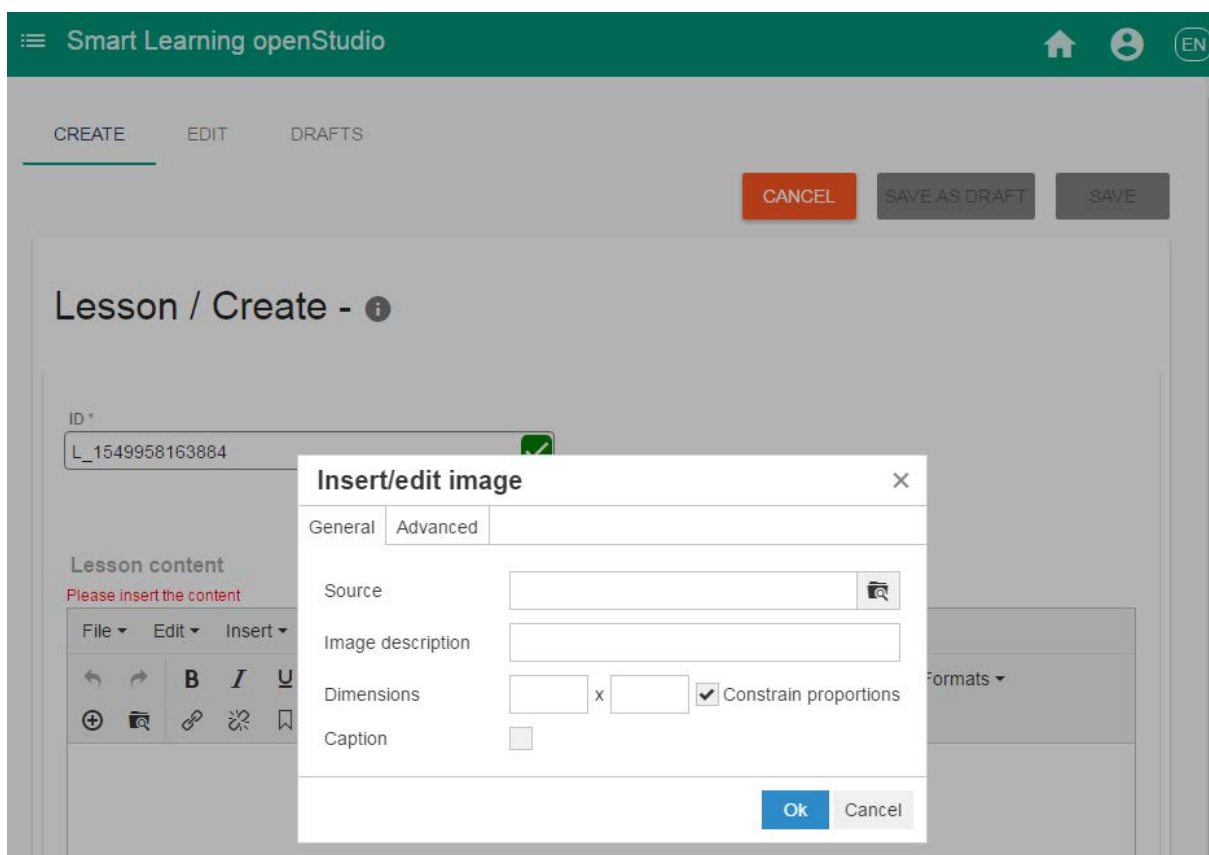 Smart Learning openStudio
EN
CREATE EDIT DRAFTS
CANCEL SAVE AS DRAFT SAVE
Lesson / Create -
ID *
L_1549958163884
Insert/edit image
General Advanced
Lesson content
Please insert the content
Source
File Edit Insert
Image description
B I U
Formats
Dimensions x Constrain proportions
Caption
Ok Cancel